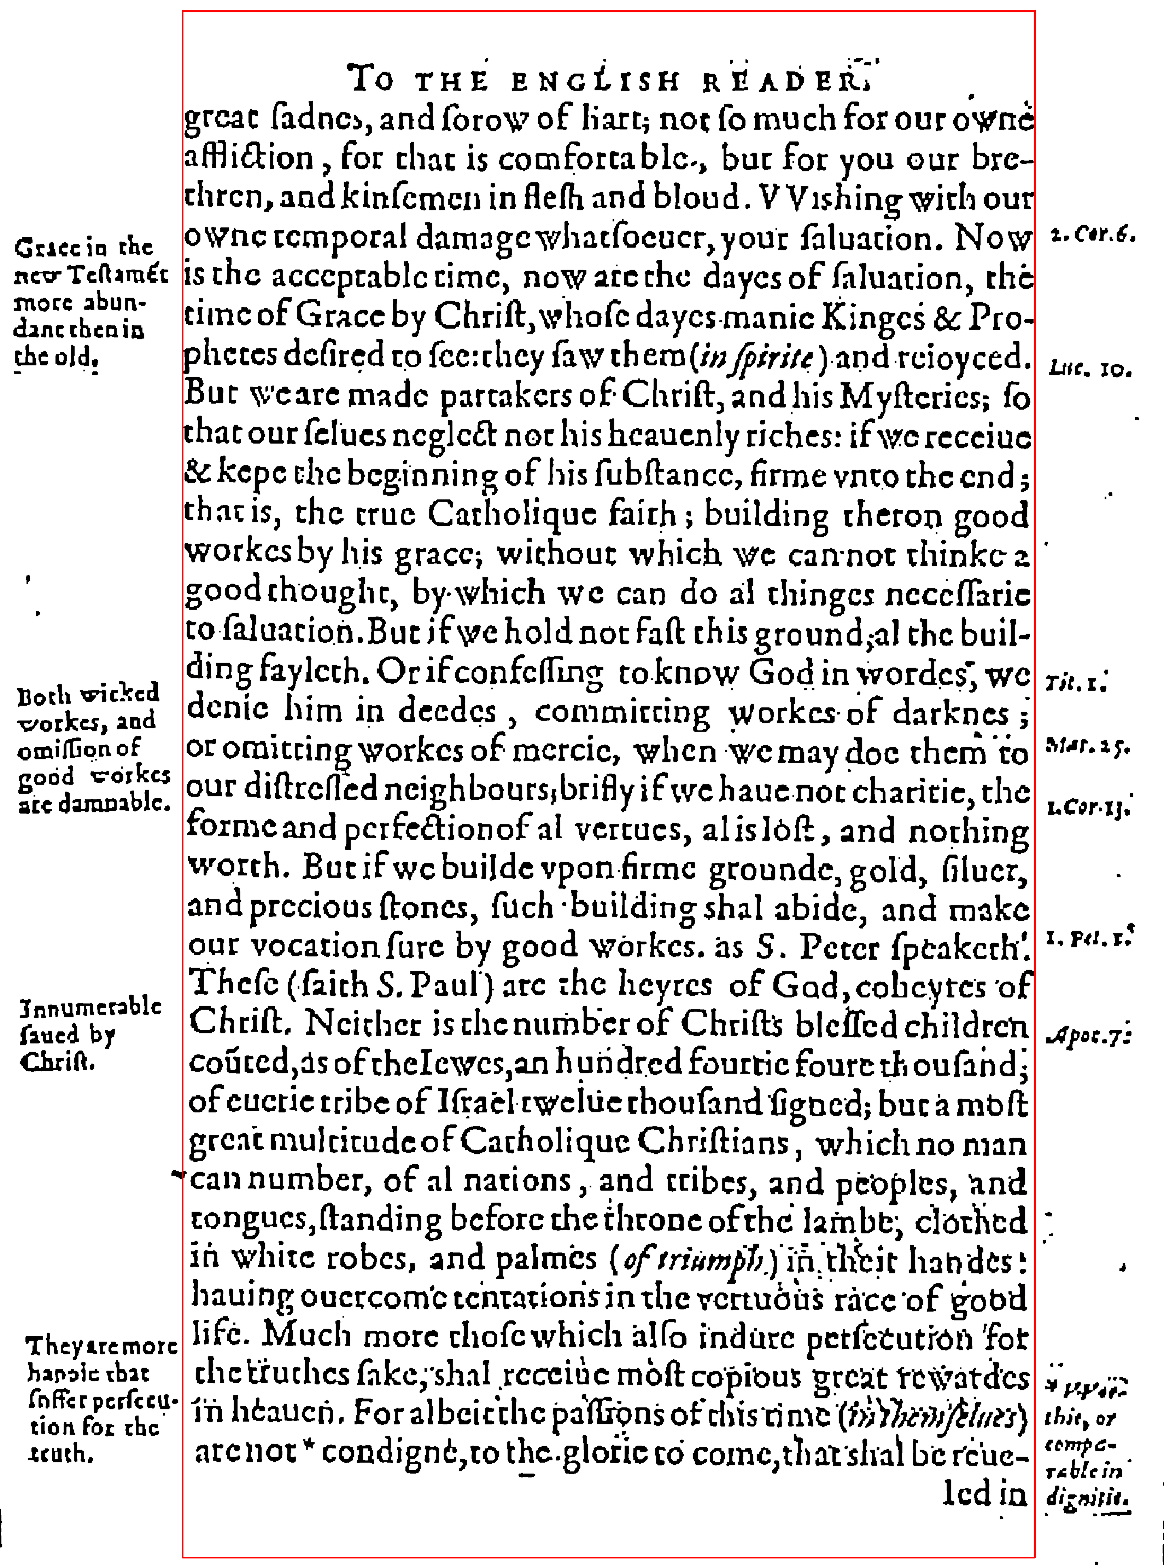 TO THE ENGLISH READER.
great ſadnes, and ſorow of hart; not ſo much for our owne
affliction, for that is comfortable, but for you our bre-
thren, and kinſemen in fleſh and bloud. VVishing with our
owne temporal damage whatſoeuer, your ſaluation. Now
is the acceptable time, now are the dayes of ſaluation, the
time of Grace by Chriſt, whoſe dayes manie Kinges & Pro-
phetes deſired to ſee: they ſaw them (in ſpirite) and reioyced.
But we are made partakers of Chriſt, and his Myſteries; ſo
that our ſelues neglect not his heauenly riches: if we receiue
& kepe the beginning of his ſubſtance, firme vnto the end;
that is, the true Catholique faith; building theron good
workes by his grace; without which we can not thinke a
good thought, by which we can do al thinges neceſſarie
to ſaluation. But if we hold not faſt this ground, al the buil-
ding fayleth. Or if confeſſing to know God in wordes, we
denie him in deedes, committing workes of darknes;
or omitting workes of mercie, when we may doe them to
our diſtreſſed neighbours; brifly if we haue not charitie, the
forme and perfection of al vertues, al is loſt, and nothing
worth. But if we builde vpon firme grounde, gold, ſiluer,
and precious ſtones, ſuch building shal abide, and make
our vocation ſure by good workes. as S. Peter ſpeaketh.
Theſe (ſaith S. Paul) are the heyres of God, coheyres of
Chriſt. Neither is the number of Chriſts bleſſed children
coũted, as of the Iewes, an hundred fourtie foure thouſand;
of euerie tribe of Iſrael twelue thouſand ſigned; but a moſt
great multitude of Catholique Chriſtians, which no man
can number, of al nations, and tribes, and peoples, and
tongues, ſtanding before the throne of the lambe, clothed
in white robes, and palmes (of triumph) in their handes:
hauing ouercome tentations in the vertuous race of good
life. Much more thoſe which alſo indure perſecution for
the truthes ſake, shal receiue moſt copious great rewardes
in heauen. For albeit the paſſions of this time (in themſelues)
are not * condigne, to the glorie to come, that shal be reue-
led in
Grace in the
new Teſtamēt
more abun-
dant then in
the old.
Both wicked
workes, and
omiſſion of
good workes
are damnable.
Innumerable
ſaued by
Chriſt.
They are more
happie that
ſuffer perſecu-
tion for the
truth.
2. Cor. 6.
Luc. 10.
Tit. 1.
Mat. 25.
1. Cor. 13.
1. Pet. 1.
Apoc. 7.
*
thie, or
compa-
rable in
dignitie.